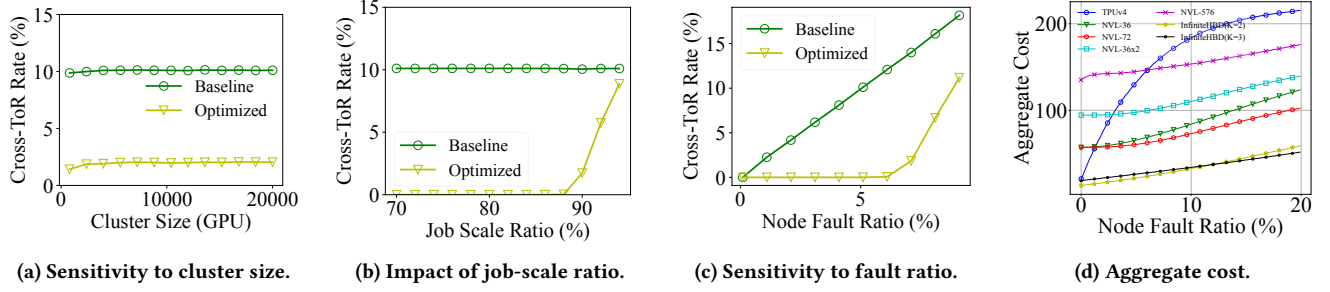 Cross-ToR Rate (%)
15
10
5
0
Baseline
Optimized
0
10000
20000
Cluster Size (GPU)
(a) Sensitivity to cluster size.
Cross-ToR Rate (%)
15
10
5
0
Baseline
Optimized
70
80
90
Job Scale Ratio (%)
(b) Impact of job-scale ratio.
Cross-ToR Rate (%)
15
10
5
0
Baseline
Optimized
0
5
Node Fault Ratio (%)
(c) Sensitivity to fault ratio.
Aggregate Cost
200
100
TPUv4
NVL-36
NVL-72
NVL-36x2
NVL-576
InfiniteHBD(K=2)
InfiniteHBD(K=3)
0
10
20
Node Fault Ratio (%)
(d) Aggregate cost.